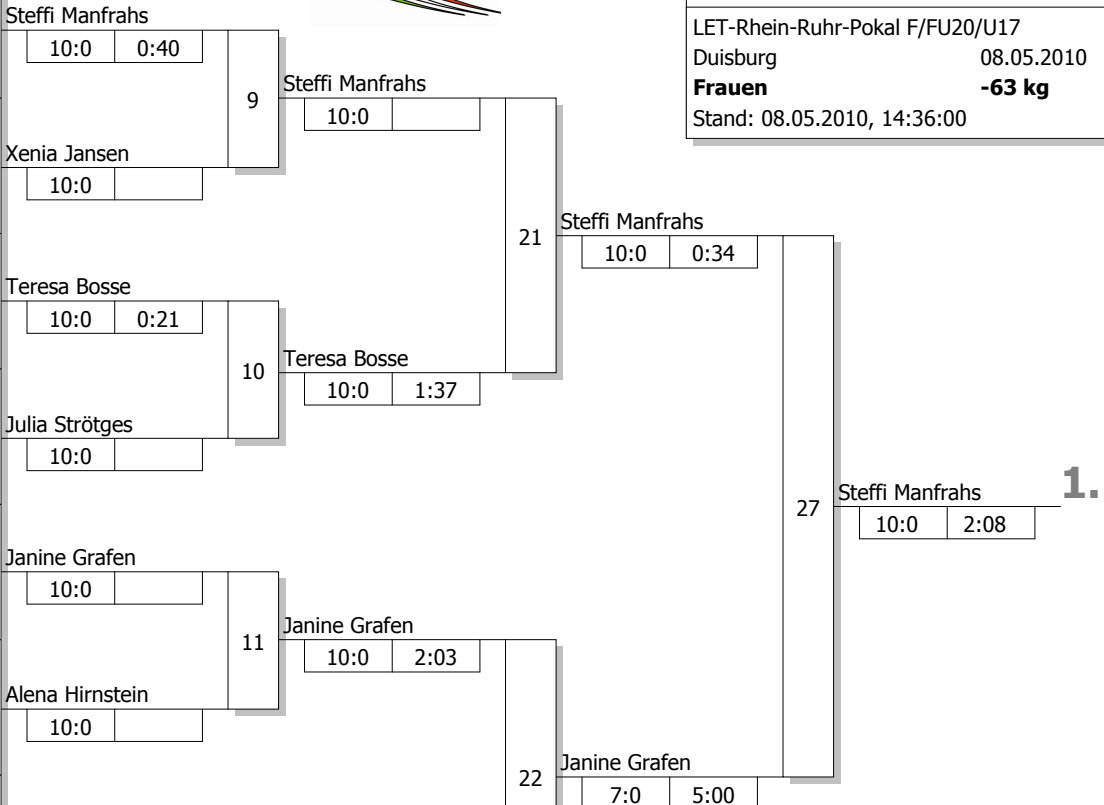 Steffi Manfrahs
10:0 0:40
9
Steffi Manfrahs
10:0
Xenia Jansen
10:0
LET-Rhein-Ruhr-Pokal F/FU20/U17
Duisburg 08.05.2010
Frauen -63 kg
Stand: 08.05.2010, 14:36:00
21
Steffi Manfrahs
10:0 0:34
Teresa Bosse
10:0 0:21
10
Teresa Bosse
10:0 1:37
Julia Strötges
10:0
27
Steffi Manfrahs 1.
10:0 2:08
Janine Grafen
10:0
11
Janine Grafen
10:0 2:03
Alena Hirnstein
10:0
22
Janine Grafen
7:0 5:00